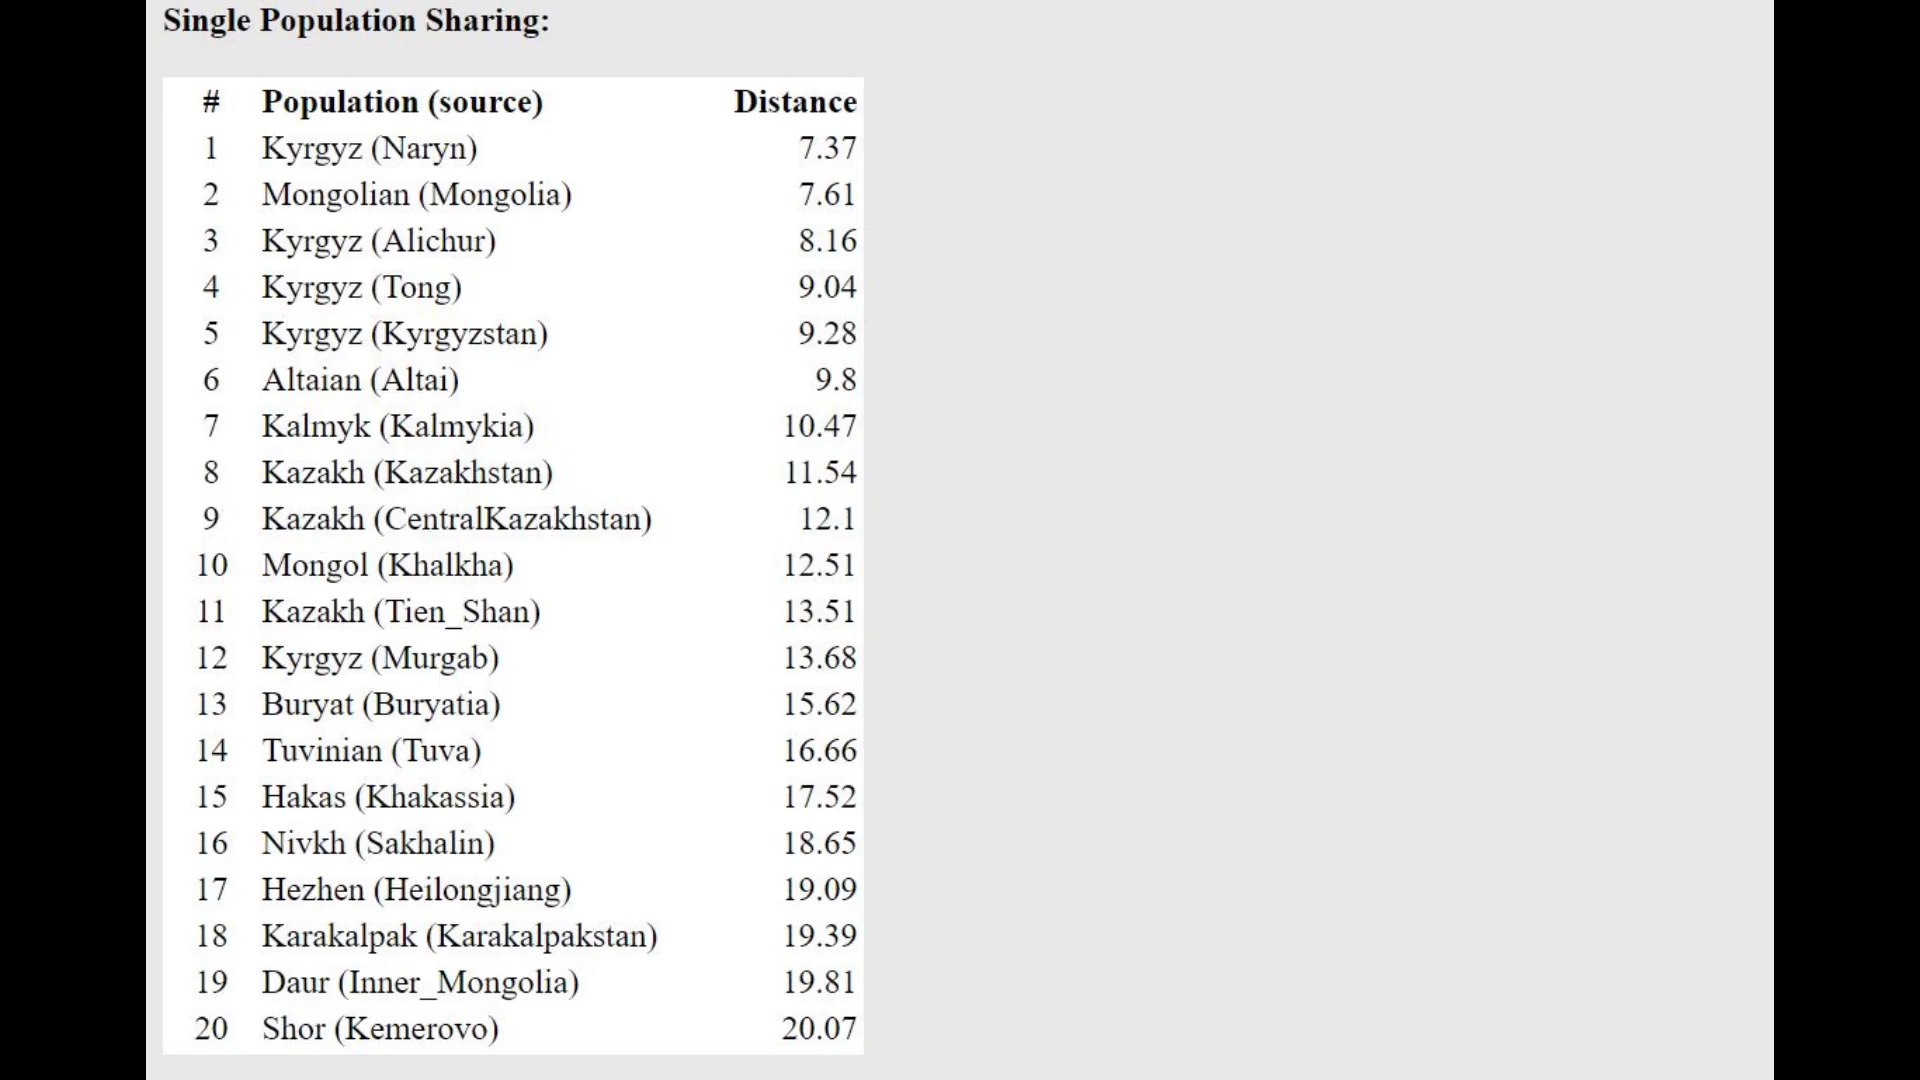 Single Population Sharing:
# Population (source) Distance
1 Kyrgyz (Naryn) 7.37
2 Mongolian (Mongolia) 7.61
3 Kyrgyz (Alichur) 8.16
4 Kyrgyz (Tong) 9.04
5 Kyrgyz (Kyrgyzstan) 9.28
6 Altaian (Altai) 9.8
7 Kalmyk (Kalmykia) 10.47
8 Kazakh (Kazakhstan) 11.54
9 Kazakh (CentralKazakhstan) 12.1
10 Mongol (Khalkha) 12.51
11 Kazakh (Tien_Shan) 13.51
12 Kyrgyz (Murgab) 13.68
13 Buryat (Buryatia) 15.62
14 Tuvinian (Tuva) 16.66
15 Hakas (Khakassia) 17.52
16 Nivkh (Sakhalin) 18.65
17 Hezhen (Heilongjiang) 19.09
18 Karakalpak (Karakalpakstan) 19.39
19 Daur (Inner_Mongolia) 19.81
20 Shor (Kemerovo) 20.07